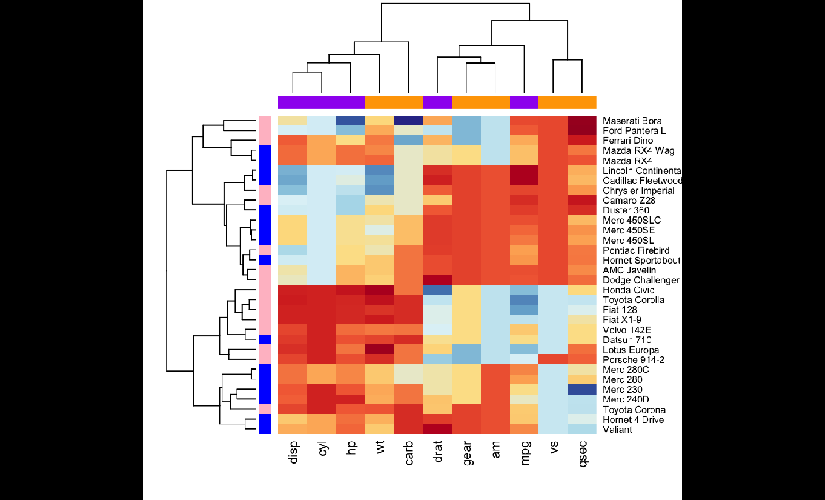 Maserati Bora
Ford Pantera L
Ferrari Dino
Mazda RX4 Wag
Mazda RX4
Lincoln Continenta
Cadillac Fleetwood
Chrysler Imperial
Camaro Z28
Duster 360
Merc 450SLC
Merc 450SE
Merc 450SL
Pontiac Firebird
Hornet Sportabout
AMC Javelin
Dodge Challenger
Honda Civic
Toyota Corolla
Fiat 128
Fiat X1-9
Volvo 142E
Datsun 710
Lotus Europa
Porsche 914-2
Merc 280C
Merc 280
Merc 230
Merc 240D
Toyota Corona
Hornet 4 Drive
Valiant
disp cyl hp wt carb drat gear am mpg vs qsec